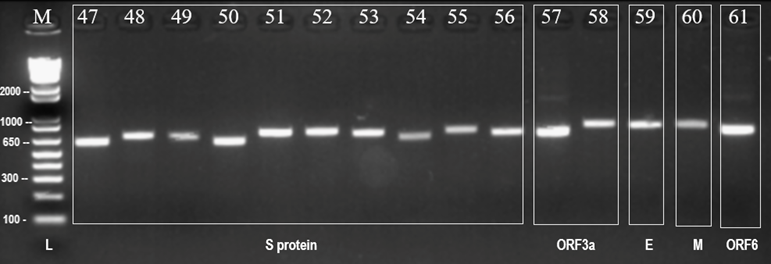 M 47 48 49 50 51 52 53 54 55 56 57 58 59 60 61
2000 --
1000 --
650 --
300 --
100 --
L S protein ORF3a E M ORF6